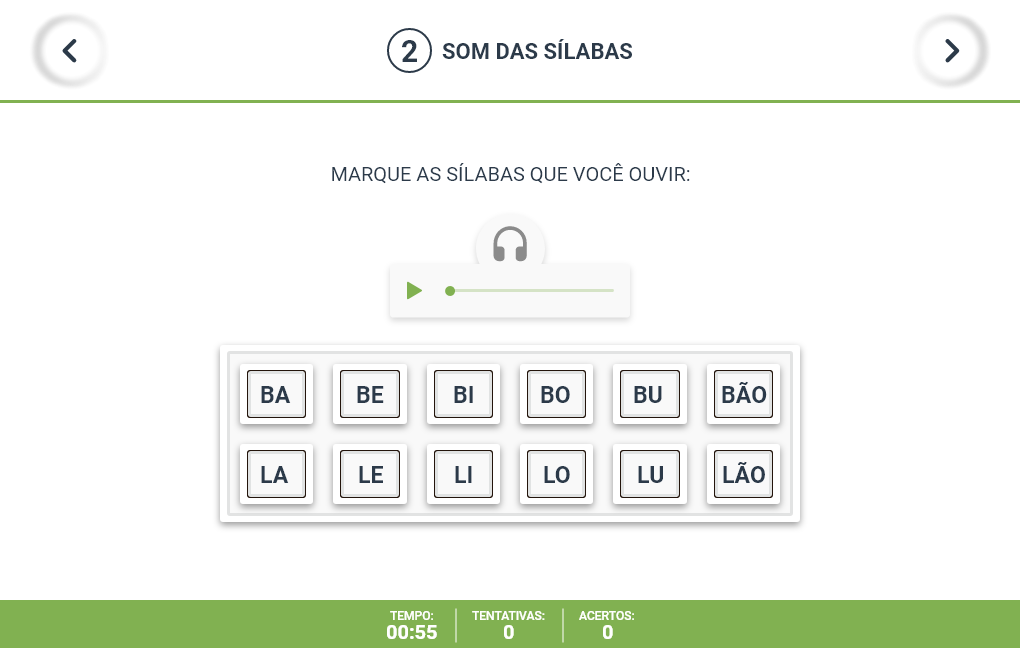 2 SOM DAS SÍLABAS
MARQUE AS SÍLABAS QUE VOCÊ OUVIR:
BA BE BI BO BU BÃO
LA LE LI LO LU LÃO
TEMPO: TENTATIVAS: ACERTOS:
00:55 0 0